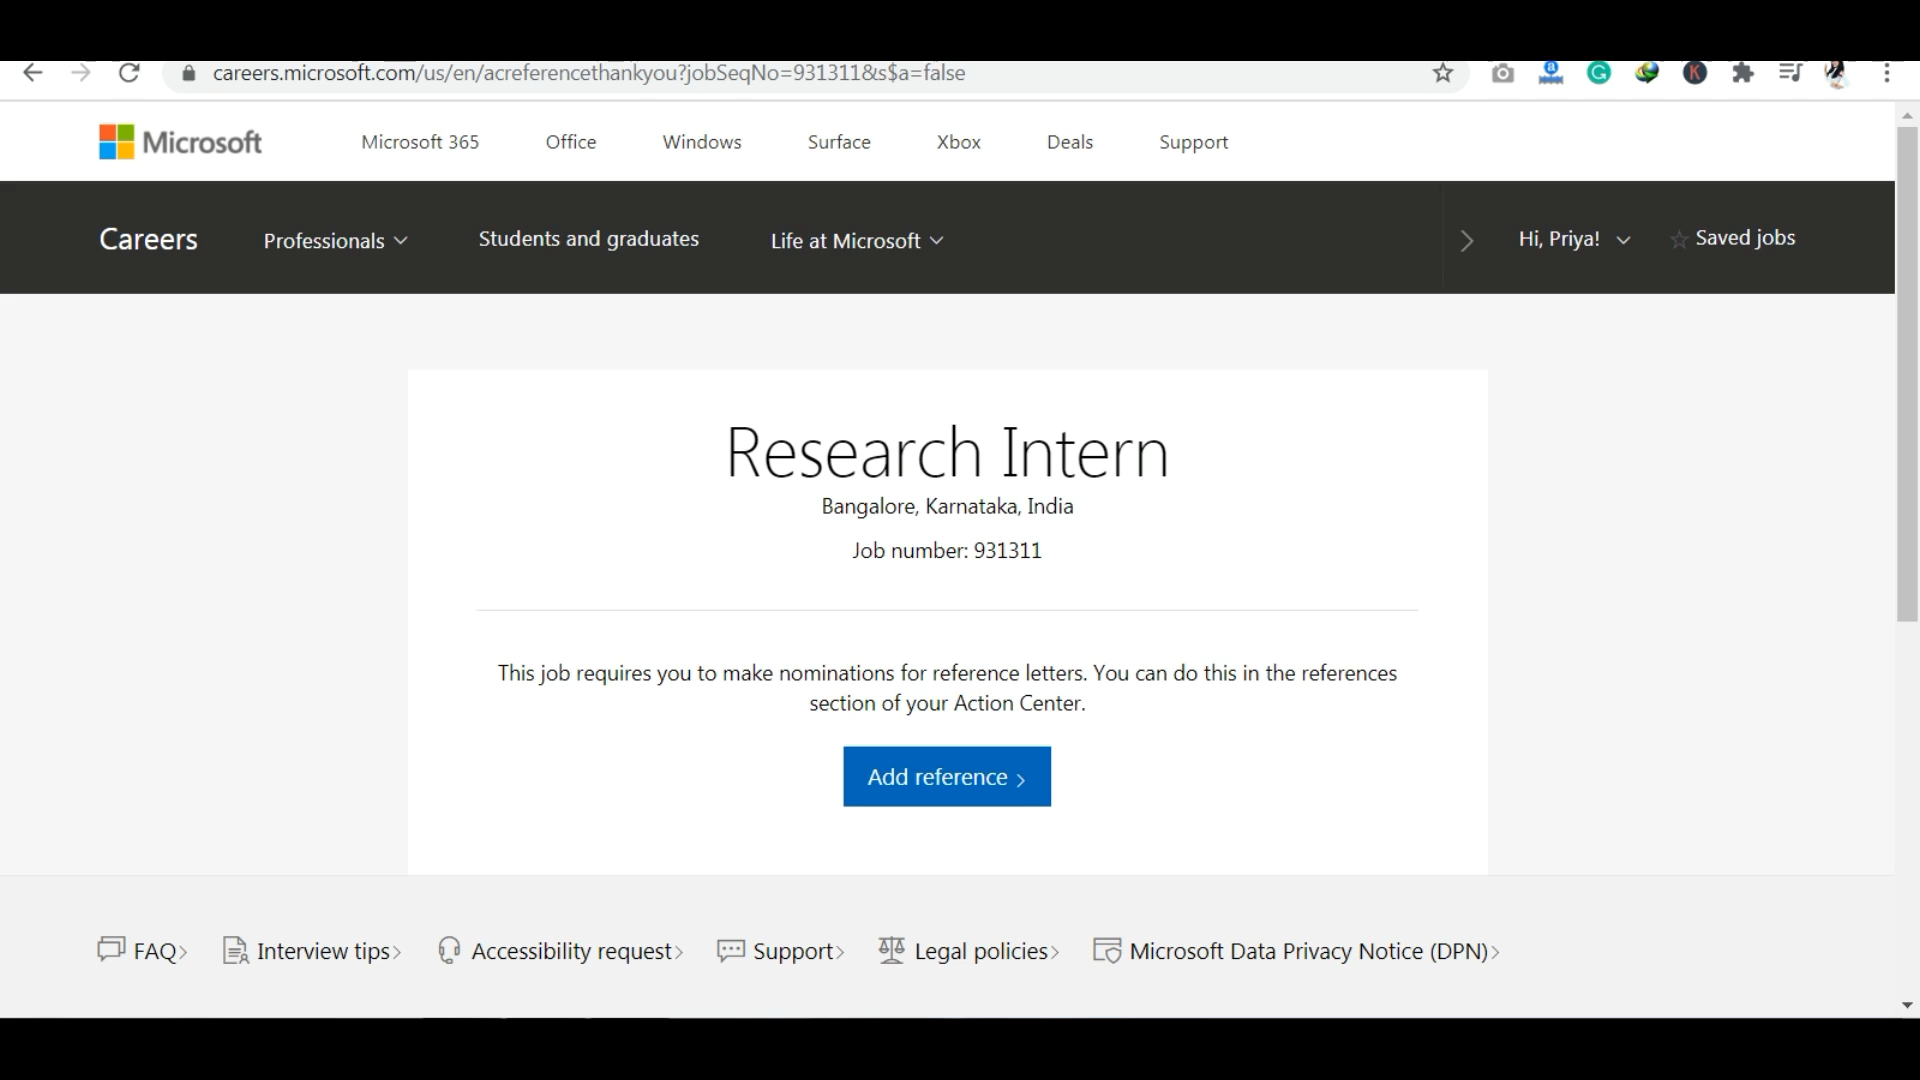 careers.microsoft.com/us/en/acreferencethankyou?jobSeqNo=931311&s$a=false
Microsoft
Microsoft 365 Office Windows Surface Xbox Deals Support
Careers Professionals Students and graduates Life at Microsoft Hi, Priya! Saved jobs
Research Intern
Bangalore, Karnataka, India
Job number: 931311
This job requires you to make nominations for reference letters. You can do this in the references
section of your Action Center.
Add reference
FAQ Interview tips Accessibility request Support Legal policies Microsoft Data Privacy Notice (DPN)